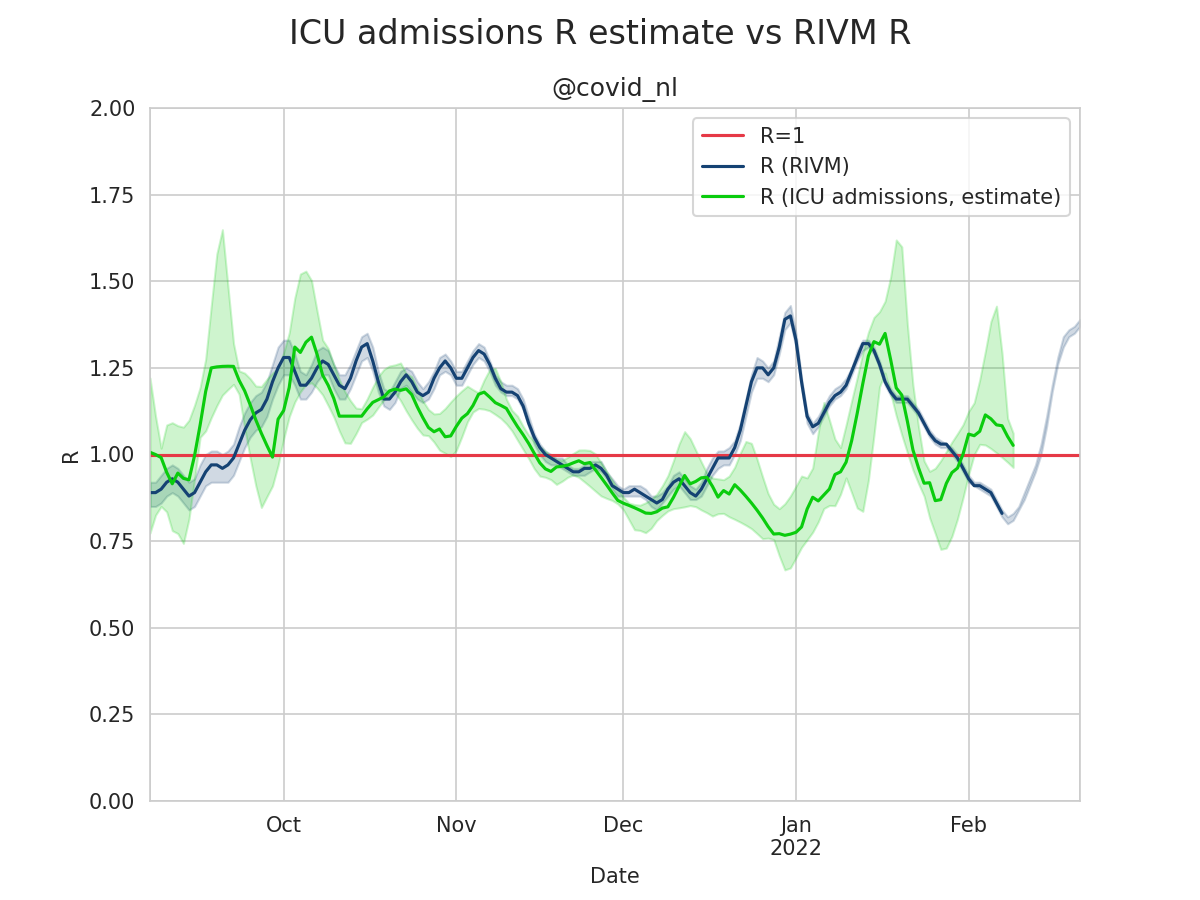 ICU admissions R estimate vs RIVM R
@covid_nl
R=1
R (RIVM)
R (ICU admissions, estimate)
2.00
1.75
1.50
1.25
1.00
0.75
0.50
0.25
0.00
R
Oct
Nov
Dec
Jan
2022
Feb
Date